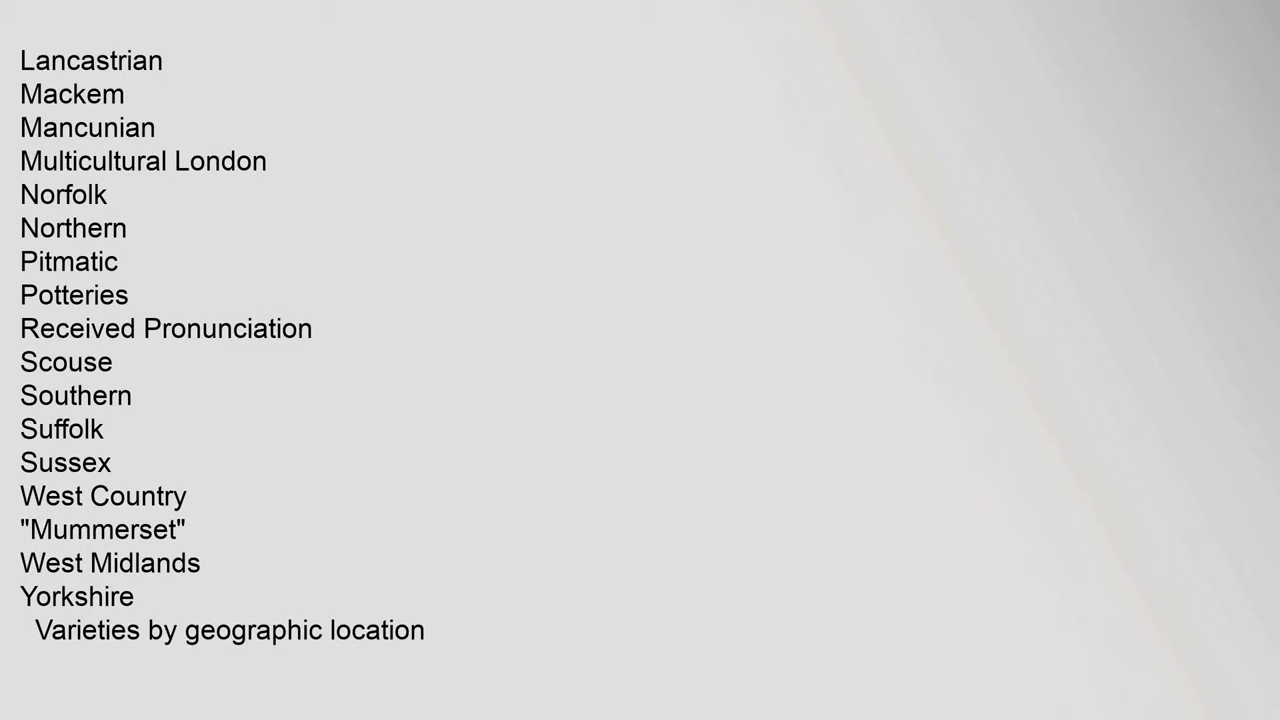 Lancastrian
Mackem
Mancunian
Multicultural London
Norfolk
Northern
Pitmatic
Potteries
Received Pronunciation
Scouse
Southern
Suffolk
Sussex
West Country
"Mummerset"
West Midlands
Yorkshire
Varieties by geographic location